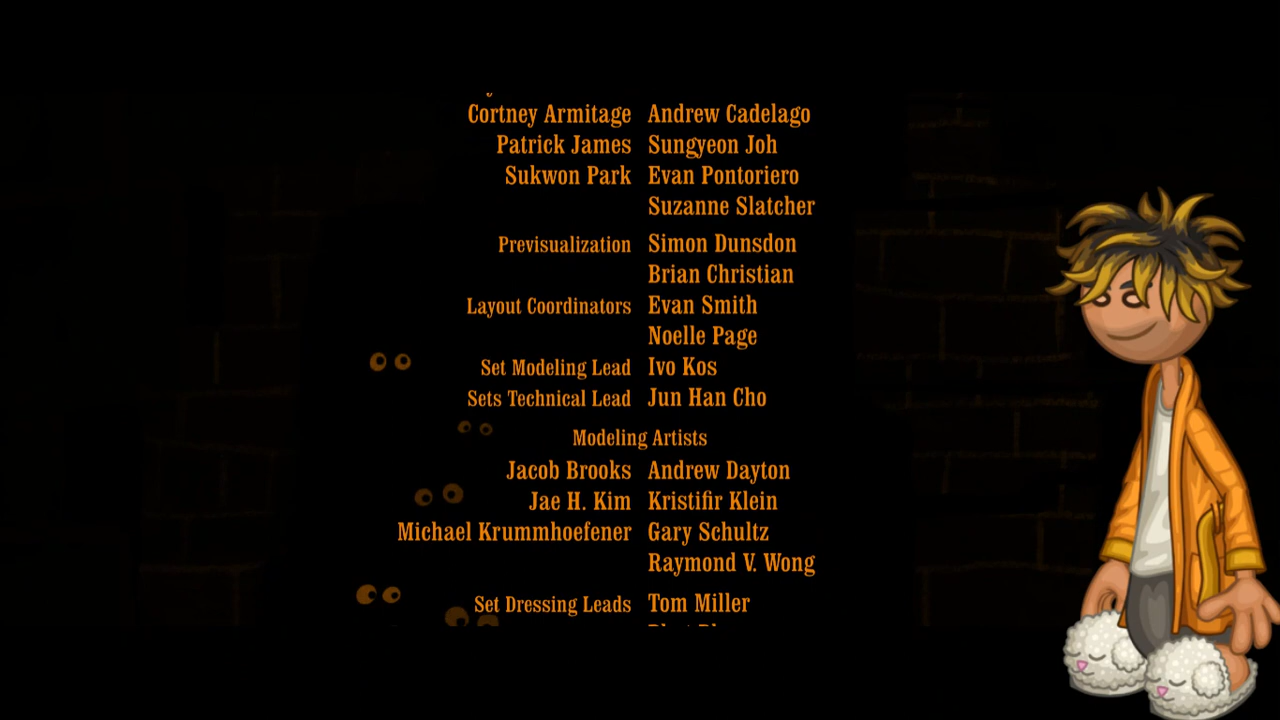 Cortney Armitage Andrew Cadelago
Patrick James Sungyeon Joh
Sukwon Park Evan Pontoriero
Suzanne Slatcher
Previsualization Simon Dunsdon
Brian Christian
Layout Coordinators Evan Smith
Noelle Page
Set Modeling Lead Ivo Kos
Sets Technical Lead Jun Han Cho
Modeling Artists
Jacob Brooks Andrew Dayton
Jae H. Kim Kristifir Klein
Michael Krummhoefener Gary Schultz
Raymond V. Wong
Set Dressing Leads Tom Miller